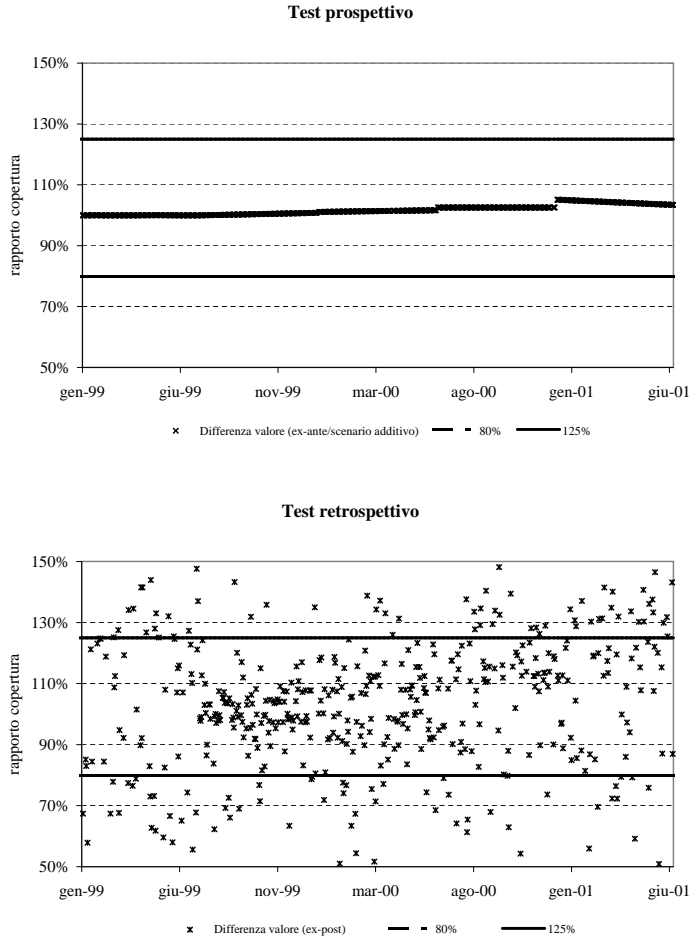 Test prospettivo
150%
130%
110%
90%
70%
50%
rapporto copertura
gen-99 giu-99 nov-99 mar-00 ago-00 gen-01 giu-01
Differenza valore (ex-ante/scenario additivo) 80% 125%
Test retrospettivo
150%
130%
110%
90%
70%
50%
rapporto copertura
gen-99 giu-99 nov-99 mar-00 ago-00 gen-01 giu-01
Differenza valore (ex-post) 80% 125%